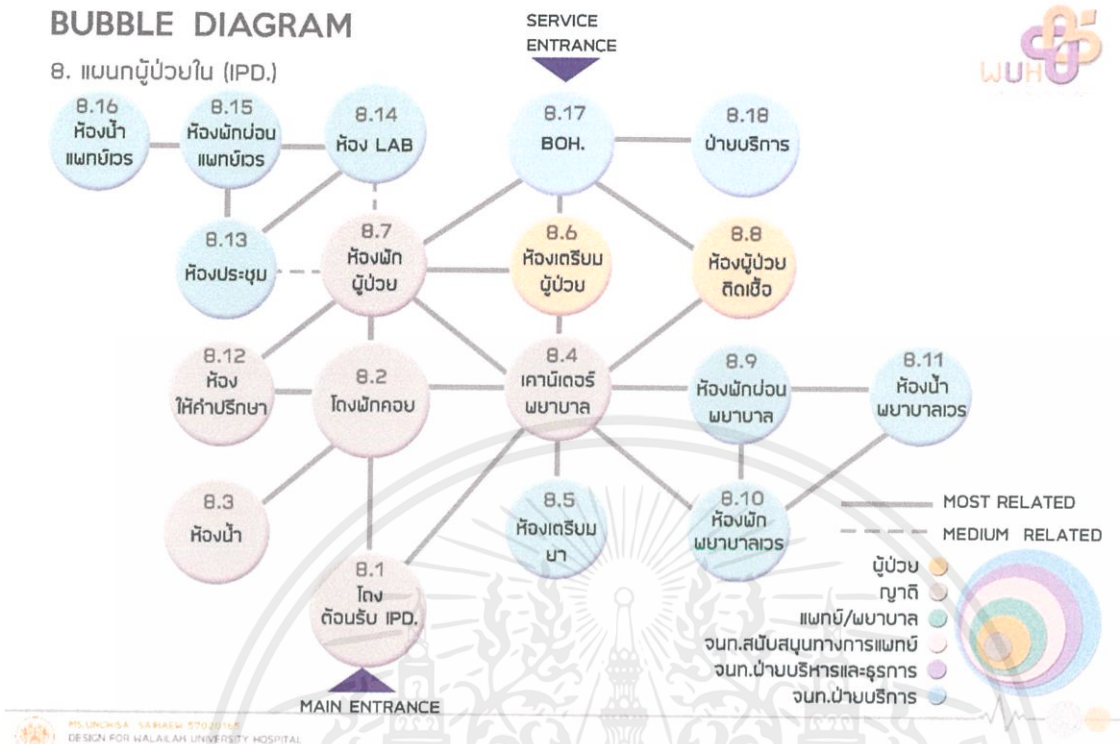 BUBBLE DIAGRAM
8. แผนกผู้ป่วยใน (IPD.)
SERVICE
ENTRANCE
WUH
8.16
ห้องน้ำ
แพทย์เวร
8.15
ห้องพักผ่อน
แพทย์เวร
8.14
ห้อง LAB
8.17
BOH.
8.18
ฝ่ายบริการ
8.13
ห้องประชุม
8.7
ห้องพัก
ผู้ป่วย
8.6
ห้องเตรียม
ผู้ป่วย
8.8
ห้องผู้ป่วย
ติดเชื้อ
8.12
ห้อง
ให้คำปรึกษา
8.2
โถงพักคอย
8.4
เคาน์เตอร์
พยาบาล
8.9
ห้องพักผ่อน
พยาบาล
8.11
ห้องน้ำ
พยาบาลเวร
8.3
ห้องน้ำ
8.5
ห้องเตรียม
ยา
8.10
ห้องพัก
พยาบาลเวร
8.1
โถง
ต้อนรับ IPD.
MAIN ENTRANCE
MOST RELATED
MEDIUM RELATED
ผู้ป่วย
ญาติ
แพทย์/พยาบาล
จนท.สนับสนุนทางการแพทย์
จนท.ฝ่ายบริหารและธุรการ
จนท.ฝ่ายบริการ
DESIGN FOR WALAILAK UNIVERSITY HOSPITAL